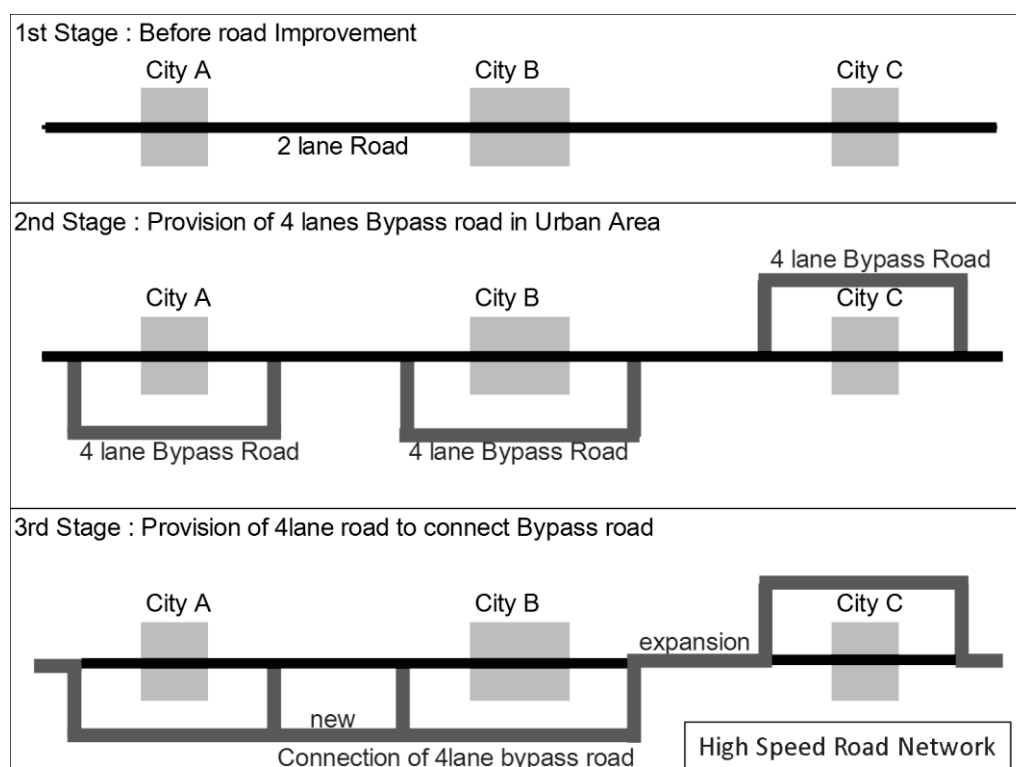 1st Stage : Before road Improvement
City A
City B
City C
2 lane Road
2nd Stage : Provision of 4 lanes Bypass road in Urban Area
4 lane Bypass Road
City A
City B
City C
4 lane Bypass Road
4 lane Bypass Road
3rd Stage : Provision of 4lane road to connect Bypass road
City A
City B
City C
expansion
new
Connection of 4lane bypass road
High Speed Road Network